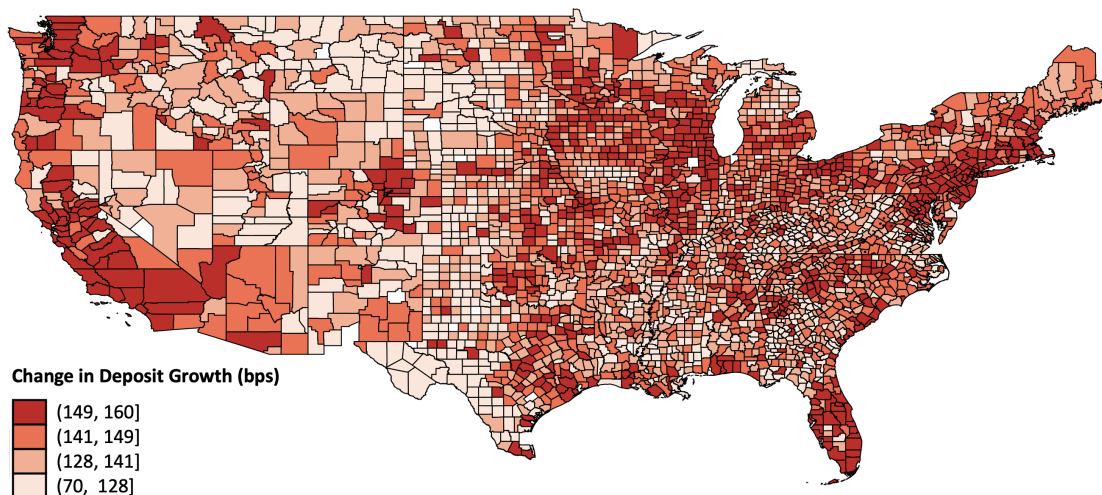 Change in Deposit Growth (bps)
(149, 160]
(141, 149]
(128, 141]
(70, 128]